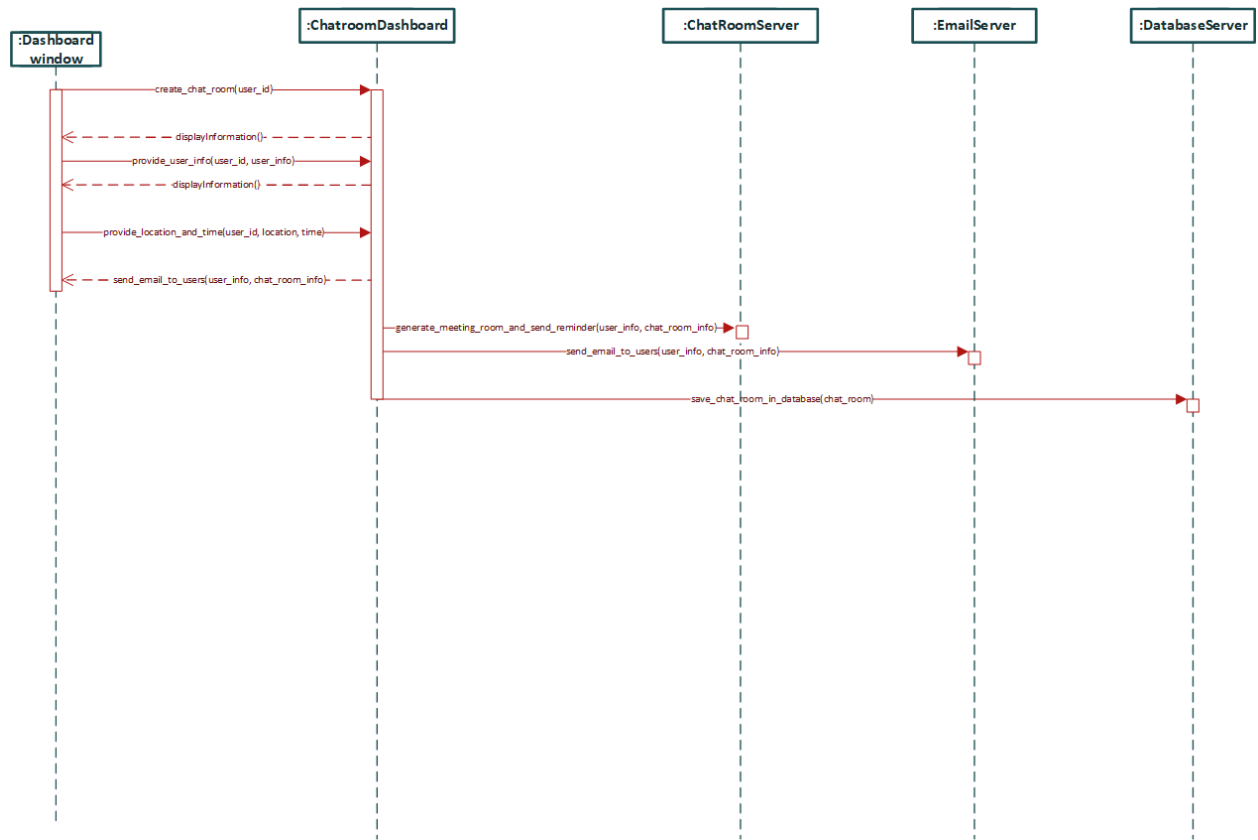 :Dashboard
window
:ChatroomDashboard
:ChatRoomServer
:EmailServer
:DatabaseServer
create_chat_room(user_id)
displayInformation()
provide_user_info(user_id, user_info)
displayInformation()
provide_location_and_time(user_id, location, time)
send_email_to_users(user_info, chat_room_info)
generate_meeting_room_and_send_reminder(user_info, chat_room_info)
send_email_to_users(user_info, chat_room_info)
save_chat_room_in_database(chat_room)